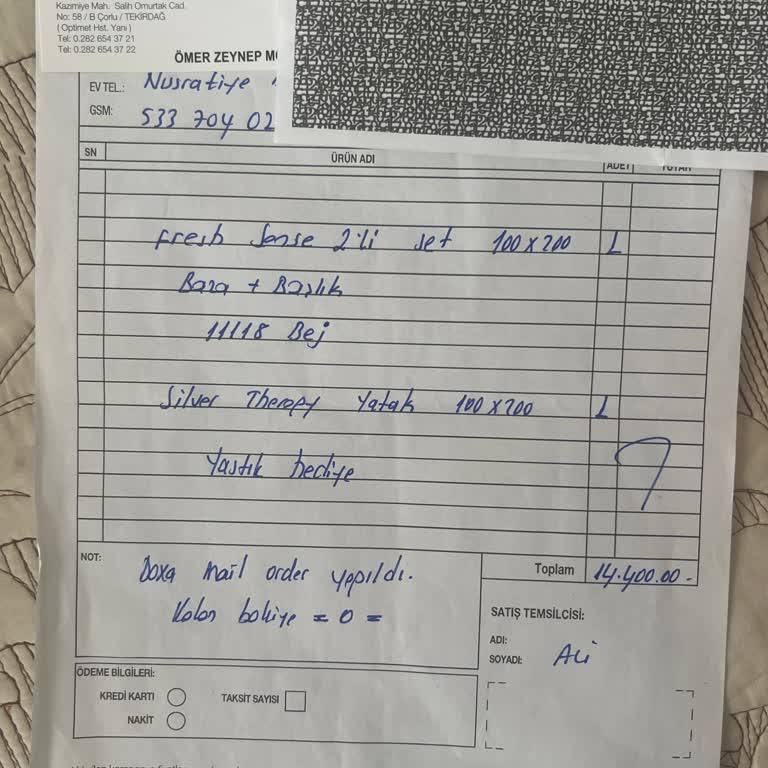 Kazımiye Mah. Salih Omurtak Cad.
No: 58 / B Çorlu / TEKİRDAĞ
( Optimet Hst. Yanı )
Tel: 0.282 654 37 21
Tel: 0.282 654 37 22
ÖMER ZEYNEP
EV TEL.: Nusratiye
GSM: 533 704 02
SN ÜRÜN ADI ADET TUTAR
Fresh Sense 2'li set 100x200 1
Baza + Başlık
11118 Bej
Silver Therapy Yatak 100x200 1
Yastık hediye
NOT: Doxa mail order yapıldı.
Kalan bakiye = 0 =
Toplam 14.400.00-
SATIŞ TEMSİLCİSİ:
ADI:
SOYADI: Ali
ÖDEME BİLGİLERİ:
KREDİ KARTI TAKSİT SAYISI
NAKİT